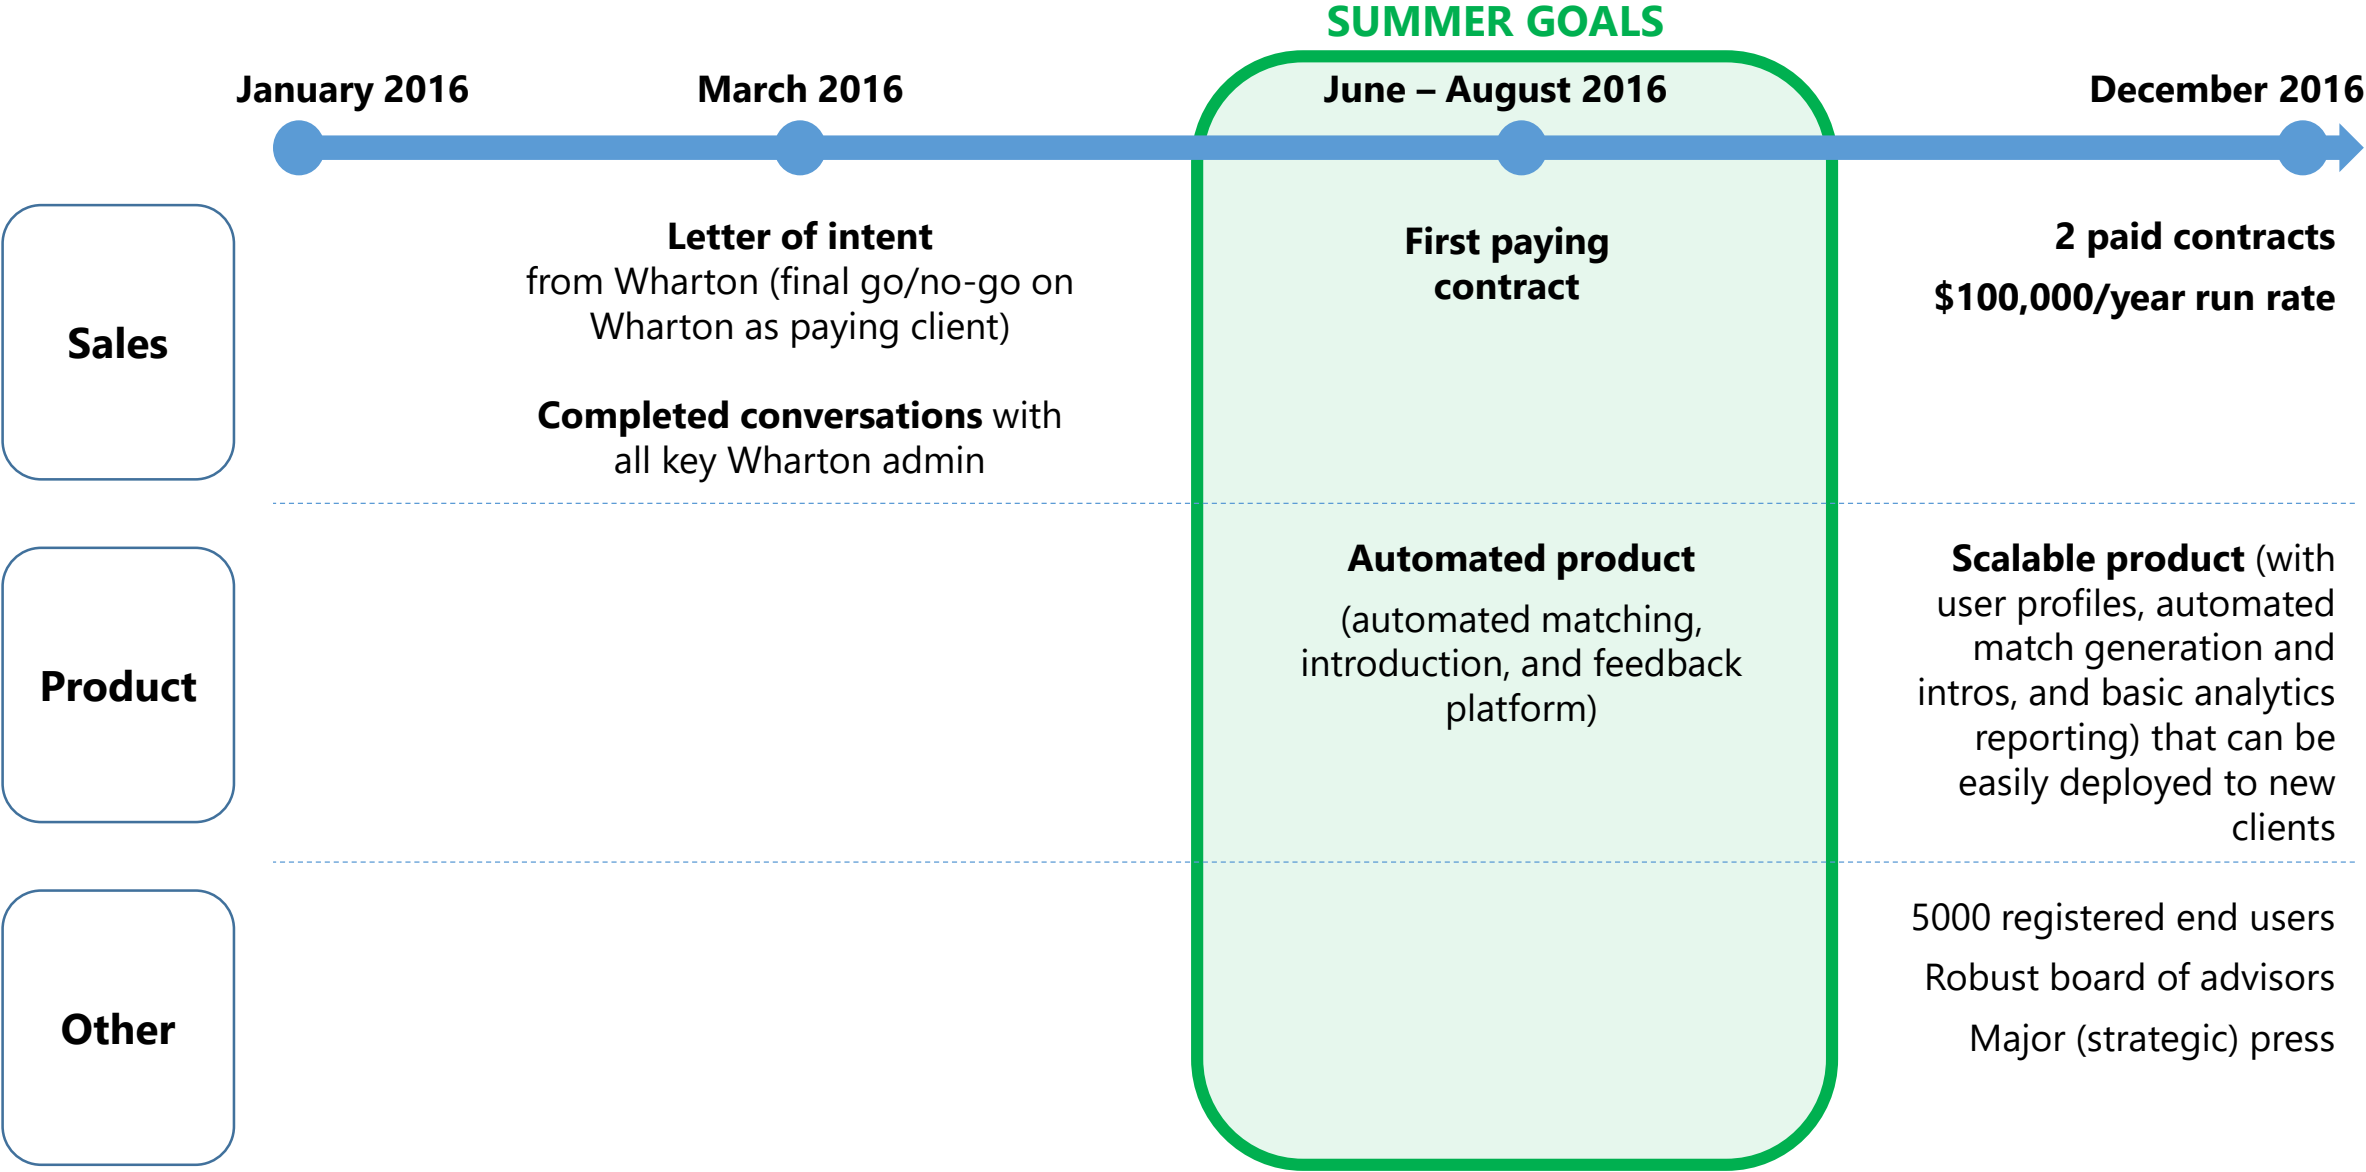 SUMMER GOALS
January 2016
March 2016
June – August 2016
December 2016
Sales
Letter of intent
from Wharton (final go/no-go on
Wharton as paying client)
Completed conversations with
all key Wharton admin
First paying
contract
2 paid contracts
$100,000/year run rate
Product
Automated product
(automated matching,
introduction, and feedback
platform)
Scalable product (with
user profiles, automated
match generation and
intros, and basic analytics
reporting) that can be
easily deployed to new
clients
Other
5000 registered end users
Robust board of advisors
Major (strategic) press